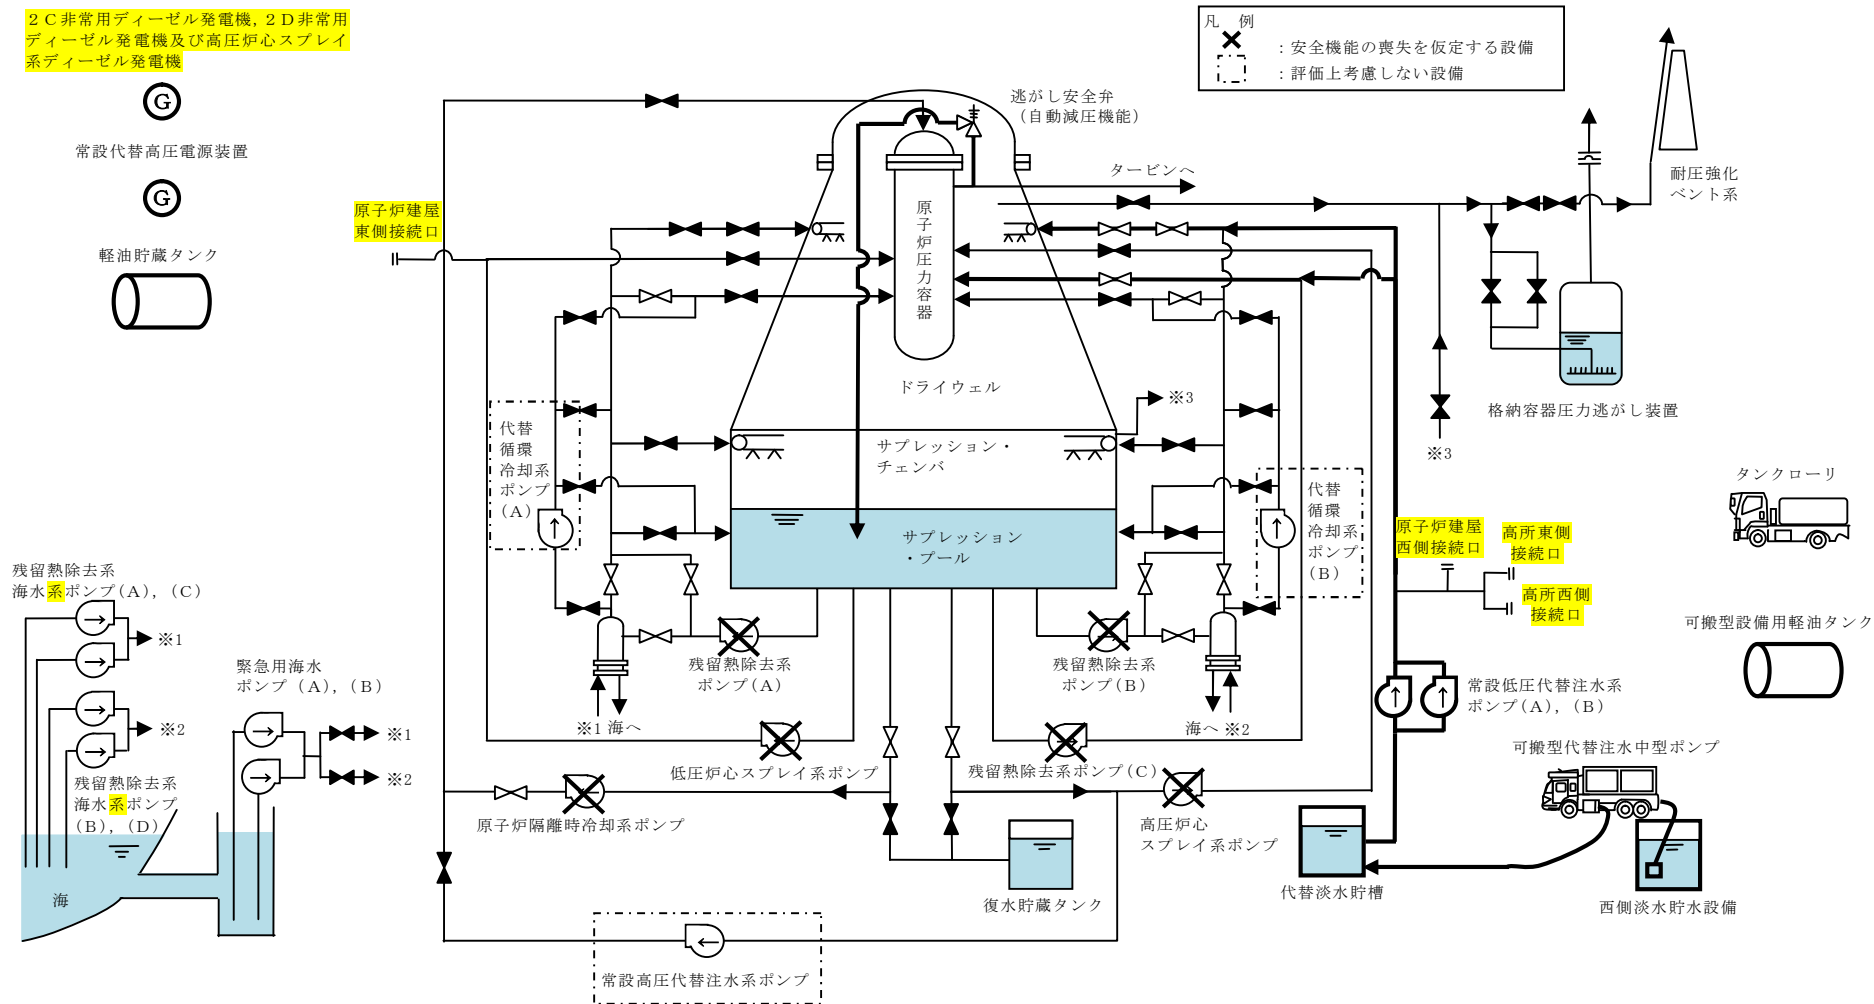 ２Ｃ非常用ディーゼル発電機，２Ｄ非常用
ディーゼル発電機及び高圧炉心スプレイ
系ディーゼル発電機
G
常設代替高圧電源装置
G
軽油貯蔵タンク
凡　例
：安全機能の喪失を仮定する設備
：評価上考慮しない設備
逃がし安全弁
（自動減圧機能）
タービンへ
耐圧強化
ベント系
原子炉建屋
東側接続口
原子炉圧力容器
ドライウェル
※3
格納容器圧力逃がし装置
※3
代替
循環
冷却系
ポンプ
（A）
サプレッション・
チェンバ
サプレッション
・プール
代替
循環
冷却系
ポンプ
（B）
原子炉建屋
西側接続口
高所東側
接続口
高所西側
接続口
タンクローリ
可搬型設備用軽油タンク
残留熱除去系
海水系ポンプ（A），（C）
※1
※2
残留熱除去系
海水系ポンプ
（B），（D）
海
緊急用海水
ポンプ（A），（B）
※1
※2
残留熱除去系
ポンプ（A）
※1
海へ
残留熱除去系
ポンプ（B）
海へ
※2
常設低圧代替注水系
ポンプ（A），（B）
低圧炉心スプレイ系ポンプ
残留熱除去系ポンプ（C）
可搬型代替注水中型ポンプ
原子炉隔離時冷却系ポンプ
高圧炉心
スプレイ系ポンプ
復水貯蔵タンク
代替淡水貯槽
西側淡水貯水設備
常設高圧代替注水系ポンプ